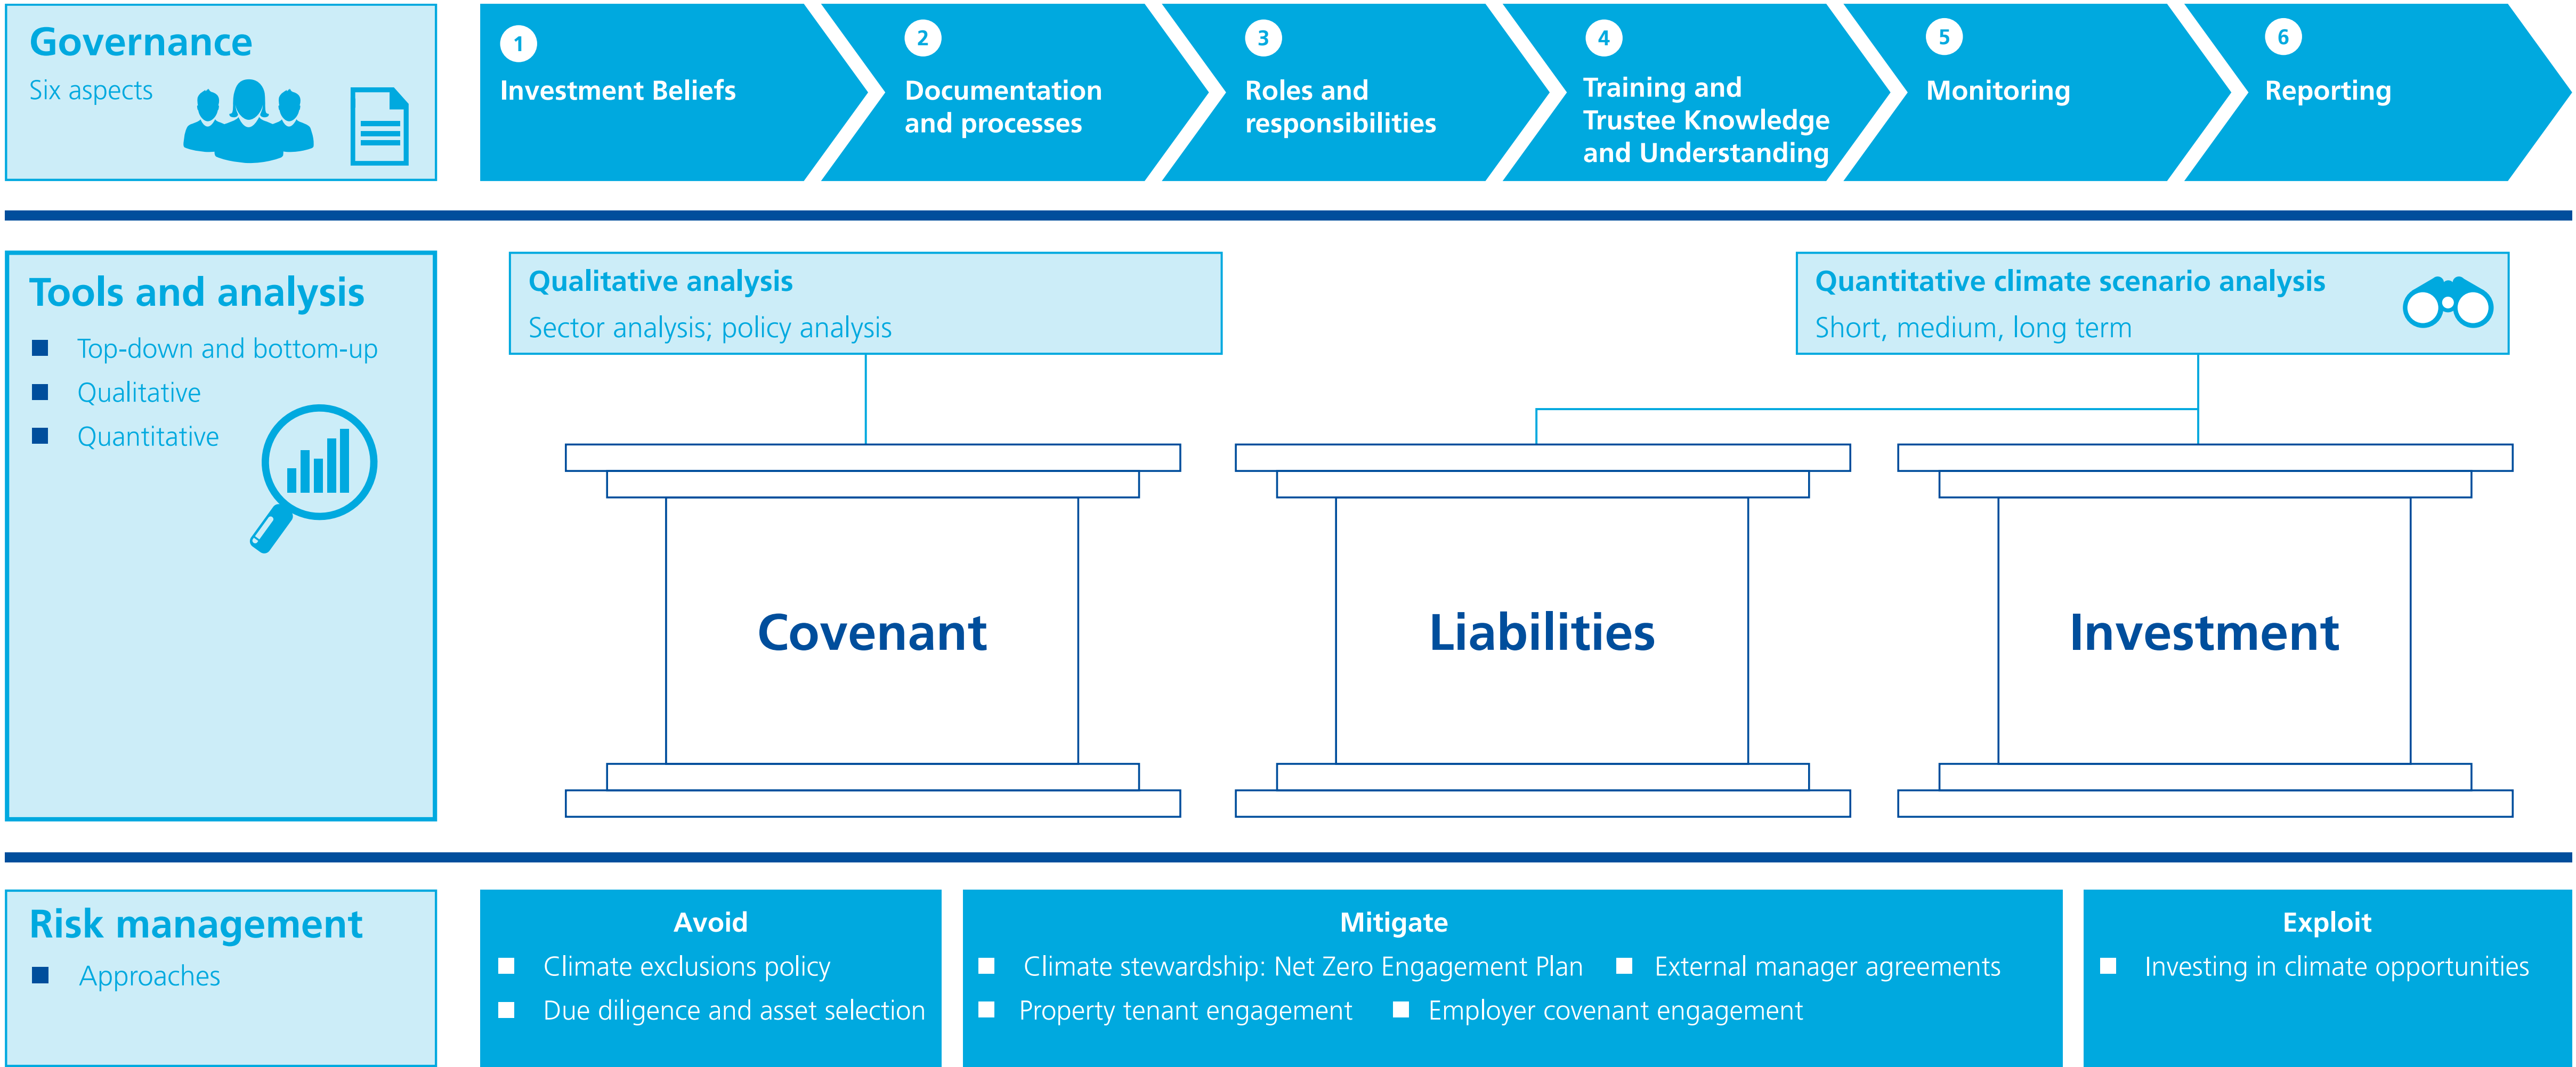 Governance
Six aspects
1
Investment Beliefs
2
Documentation
and processes
3
Roles and
responsibilities
4
Training and
Trustee Knowledge
and Understanding
5
Monitoring
6
Reporting
Tools and analysis
Top-down and bottom-up
Qualitative
Quantitative
Qualitative analysis
Sector analysis; policy analysis
Quantitative climate scenario analysis
Short, medium, long term
Covenant
Liabilities
Investment
Risk management
Approaches
Avoid
Climate exclusions policy
Due diligence and asset selection
Mitigate
Climate stewardship: Net Zero Engagement Plan
External manager agreements
Property tenant engagement
Employer covenant engagement
Exploit
Investing in climate opportunities